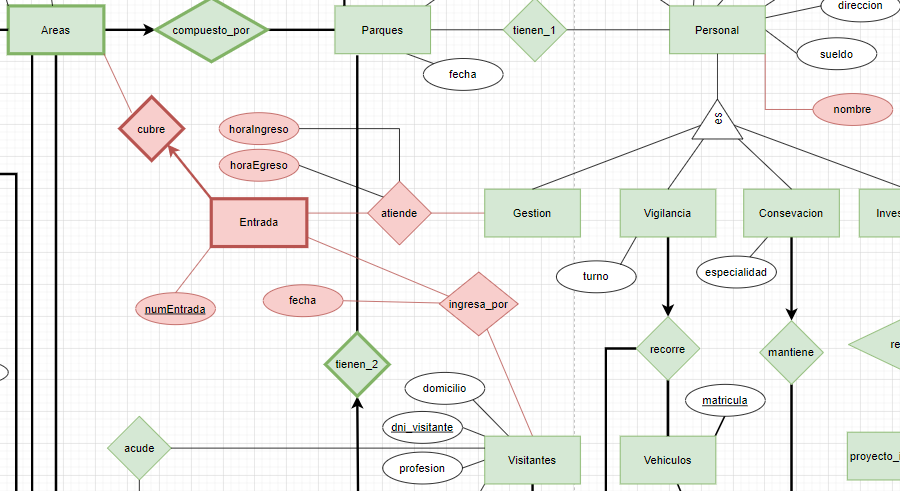 direccion
Areas
compuesto_por
Parques
tienen_1
Personal
sueldo
fecha
nombre
es
cubre
horaIngreso
horaEgreso
Entrada
atiende
Gestion
Vigilancia
Consevacion
turno
especialidad
numEntrada
fecha
ingresa_por
recorre
mantiene
tienen_2
domicilio
matricula
dni_visitante
acude
profesion
Visitantes
Vehiculos